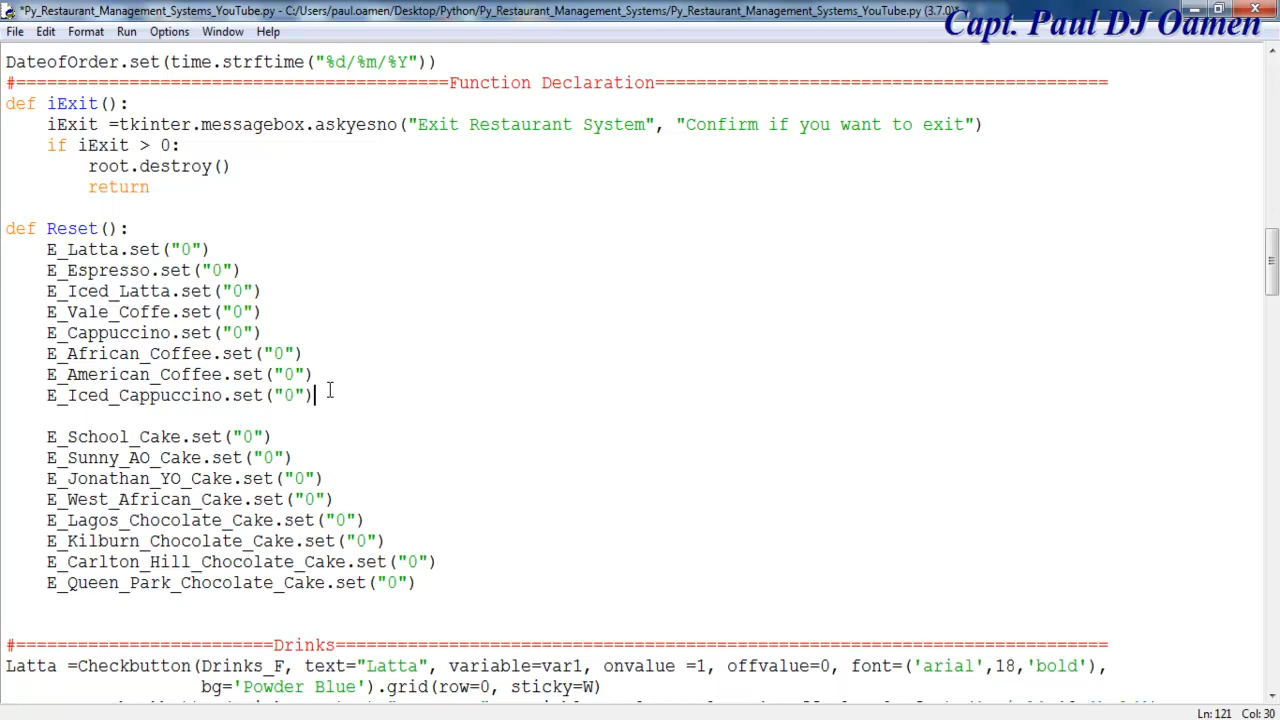 *Py_Restaurant_Management_Systems_YouTube.py - C:/Users/paul.oamen/Desktop/Python/Py_Restaurant_Management_Systems/Py_Restaurant_Management_Systems_YouTube.py (3.7.0)*
Capt. Paul DJ Oamen
File Edit Format Run Options Window Help
DateofOrder.set(time.strftime("%d/%m/%Y"))
#==========================================Function Declaration============================================
def iExit():
    iExit =tkinter.messagebox.askyesno("Exit Restaurant System", "Confirm if you want to exit")
    if iExit > 0:
        root.destroy()
        return
def Reset():
    E_Latta.set("0")
    E_Espresso.set("0")
    E_Iced_Latta.set("0")
    E_Vale_Coffe.set("0")
    E_Cappuccino.set("0")
    E_African_Coffee.set("0")
    E_American_Coffee.set("0")
    E_Iced_Cappuccino.set("0")
    E_School_Cake.set("0")
    E_Sunny_AO_Cake.set("0")
    E_Jonathan_YO_Cake.set("0")
    E_West_African_Cake.set("0")
    E_Lagos_Chocolate_Cake.set("0")
    E_Kilburn_Chocolate_Cake.set("0")
    E_Carlton_Hill_Chocolate_Cake.set("0")
    E_Queen_Park_Chocolate_Cake.set("0")
#=========================Drinks===========================================================================
Latta =Checkbutton(Drinks_F, text="Latta", variable=var1, onvalue =1, offvalue=0, font=('arial',18,'bold'),
                   bg='Powder Blue').grid(row=0, sticky=W)
Ln: 121 Col: 30